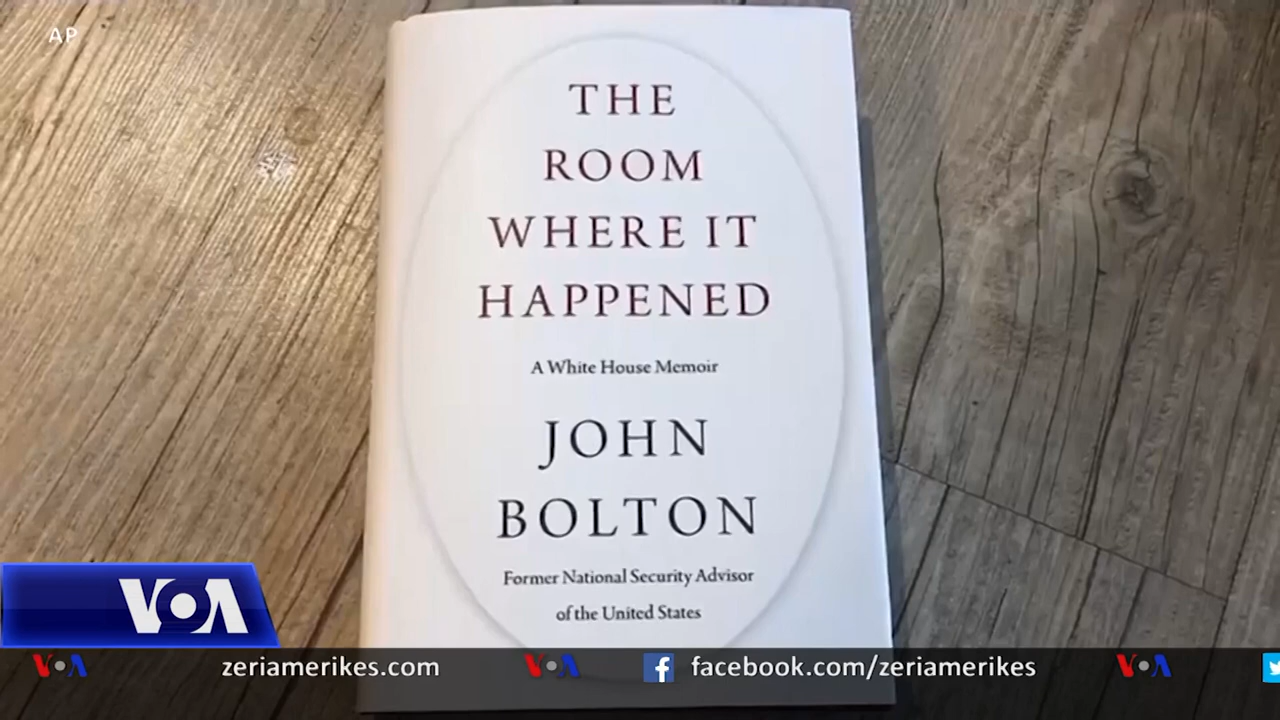 AP
THE
ROOM
WHERE IT
HAPPENED
A White House Memoir
JOHN
BOLTON
Former National Security Advisor
of the United States
VOA
VOA zeriamerikes.com VOA facebook.com/zeriamerikes VOA